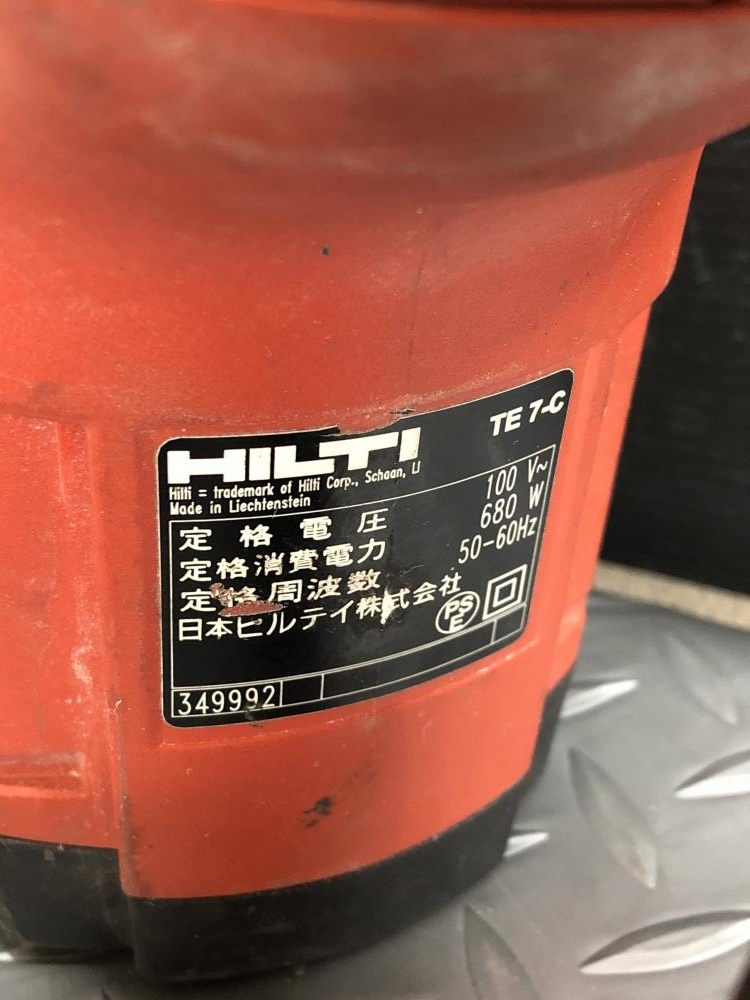 HILTI TE 7-C
Hilti = trademark of Hilti Corp., Schaan, LI
Made in Liechtenstein
定格電圧 100 V~
定格消費電力 680 W
定格周波数 50-60Hz
日本ヒルティ株式会社
PSE
349992